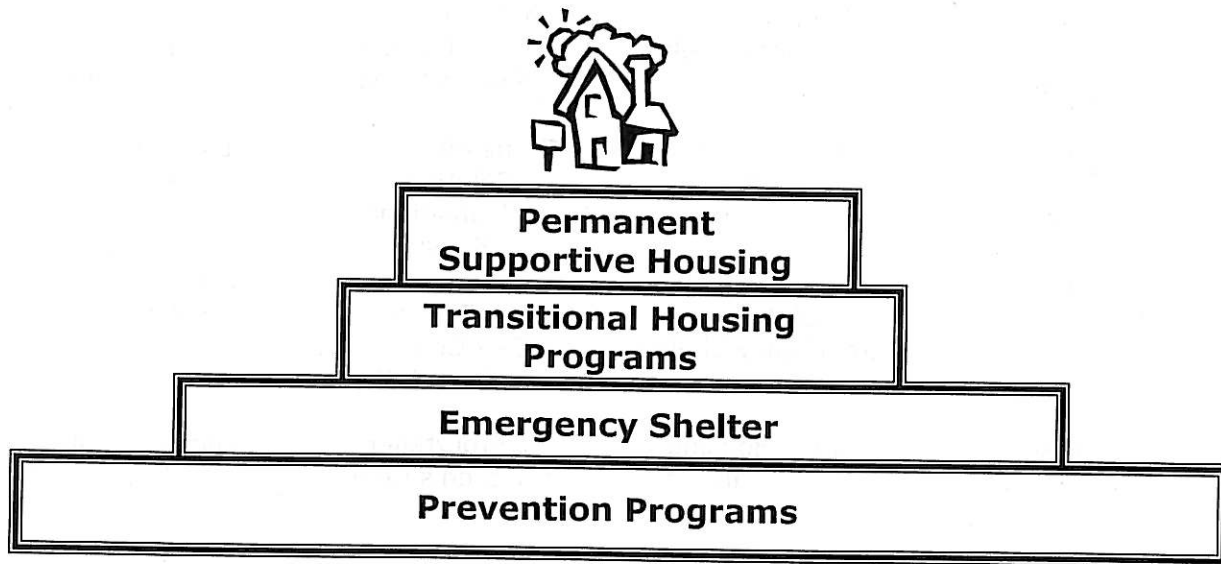 Permanent
Supportive Housing
Transitional Housing
Programs
Emergency Shelter
Prevention Programs